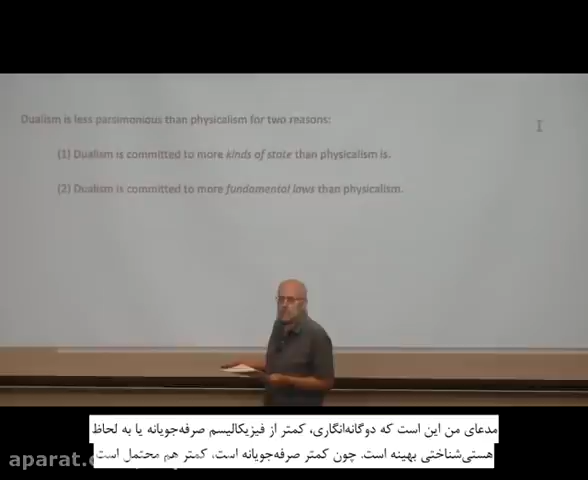 Dualism is less parsimonious than physicalism for two reasons:
(1) Dualism is committed to more kinds of state than physicalism is.
(2) Dualism is committed to more fundamental laws than physicalism.
مدعای من این است که دوگانه‌انگاری، کمتر از فیزیکالیسم صرفه‌جویانه یا به لحاظ
هستی‌شناختی بهینه است. چون کمتر صرفه‌جویانه است، کمتر هم محتمل است
aparat.c